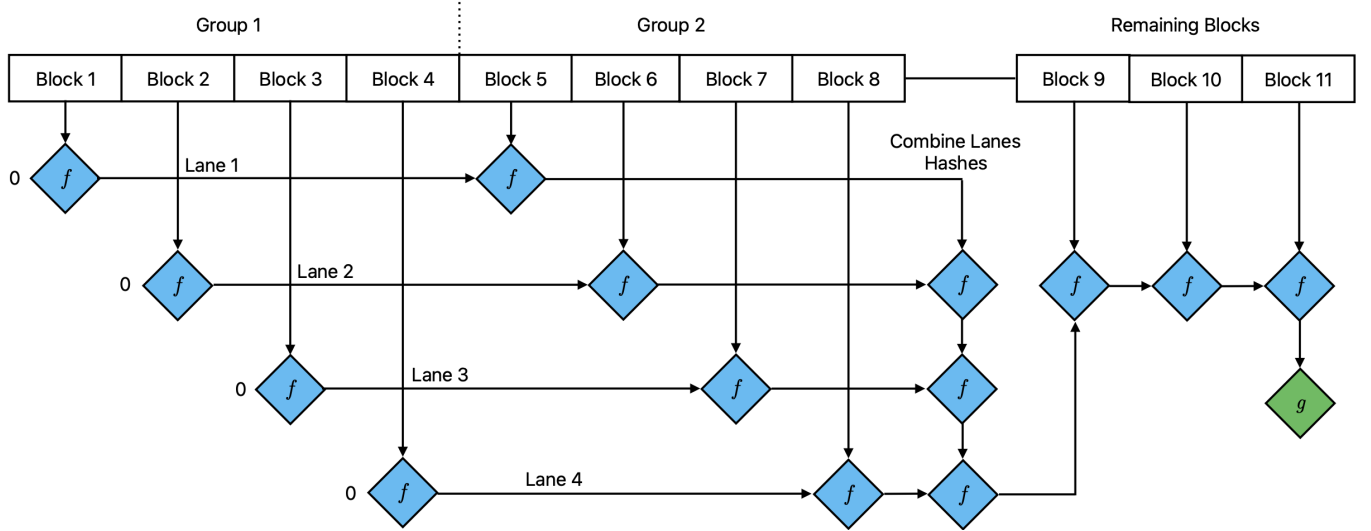 Group 1
Group 2
Remaining Blocks
Block 1
Block 2
Block 3
Block 4
Block 5
Block 6
Block 7
Block 8
Block 9
Block 10
Block 11
Combine Lanes
Hashes
0
f
Lane 1
f
0
f
Lane 2
f
f
f
f
f
0
f
Lane 3
f
f
g
0
f
Lane 4
f
f